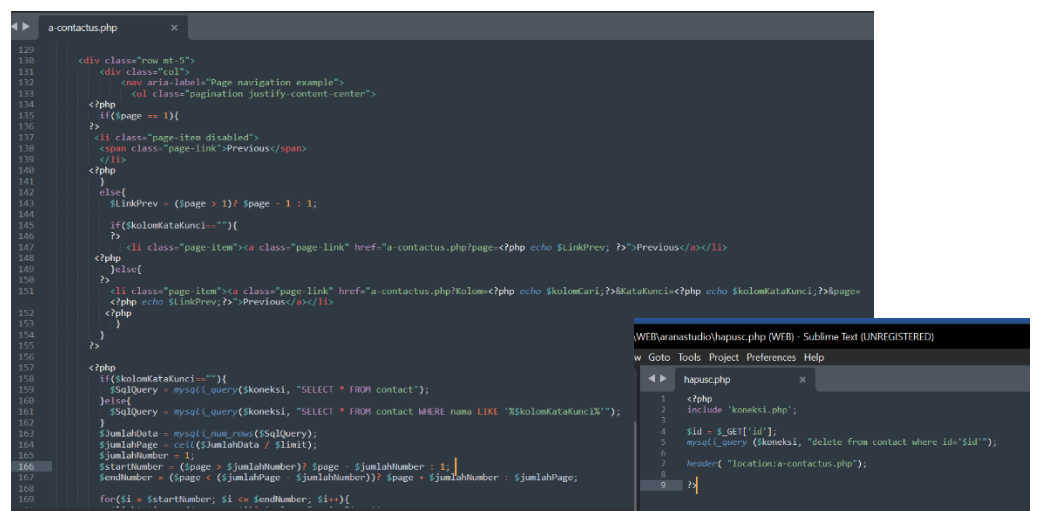 a-contactus.php ×
129
130 <div class="row mt-5">
131 <div class="col">
132 <nav aria-label="Page navigation example">
133 <ul class="pagination justify-content-center">
134 <?php
135 if($page == 1){
136 ?>
137 <li class="page-item disabled">
138 <span class="page-link">Previous</span>
139 </li>
140 <?php
141 }
142 else{
143 $LinkPrev = ($page > 1)? $page - 1 : 1;
144
145 if($kolomKataKunci==""){
146 ?>
147 <li class="page-item"><a class="page-link" href="a-contactus.php?page=<?php echo $LinkPrev; ?>">Previous</a></li>
148 <?php
149 }else{
150 ?>
151 <li class="page-item"><a class="page-link" href="a-contactus.php?Kolom=<?php echo $kolomCari;?>&KataKunci=<?php echo $kolomKataKunci;?>&page=
<?php echo $LinkPrev;?>">Previous</a></li>
152 <?php
153 }
154 }
155 ?>
156
157 <?php
158 if($kolomKataKunci==""){
159 $SqlQuery = mysqli_query($koneksi, "SELECT * FROM contact");
160 }else{
161 $SqlQuery = mysqli_query($koneksi, "SELECT * FROM contact WHERE nama LIKE '%$kolomKataKunci%'");
162 }
163 $JumlahData = mysqli_num_rows($SqlQuery);
164 $jumlahPage = ceil($JumlahData / $limit);
165 $jumlahNumber = 1;
166 $startNumber = ($page > $jumlahNumber)? $page - $jumlahNumber : 1;
167 $endNumber = ($page < ($jumlahPage - $jumlahNumber))? $page + $jumlahNumber : $jumlahPage;
168
169 for($i = $startNumber; $i <= $endNumber; $i++){
\WEB\aranastudio\hapusc.php (WEB) - Sublime Text (UNREGISTERED)
w Goto Tools Project Preferences Help
hapusc.php ×
1 <?php
2 include 'koneksi.php';
3
4 $id = $_GET['id'];
5 mysqli_query ($koneksi, "delete from contact where id='$id'");
6
7 header( "location:a-contactus.php");
8
9 ?>